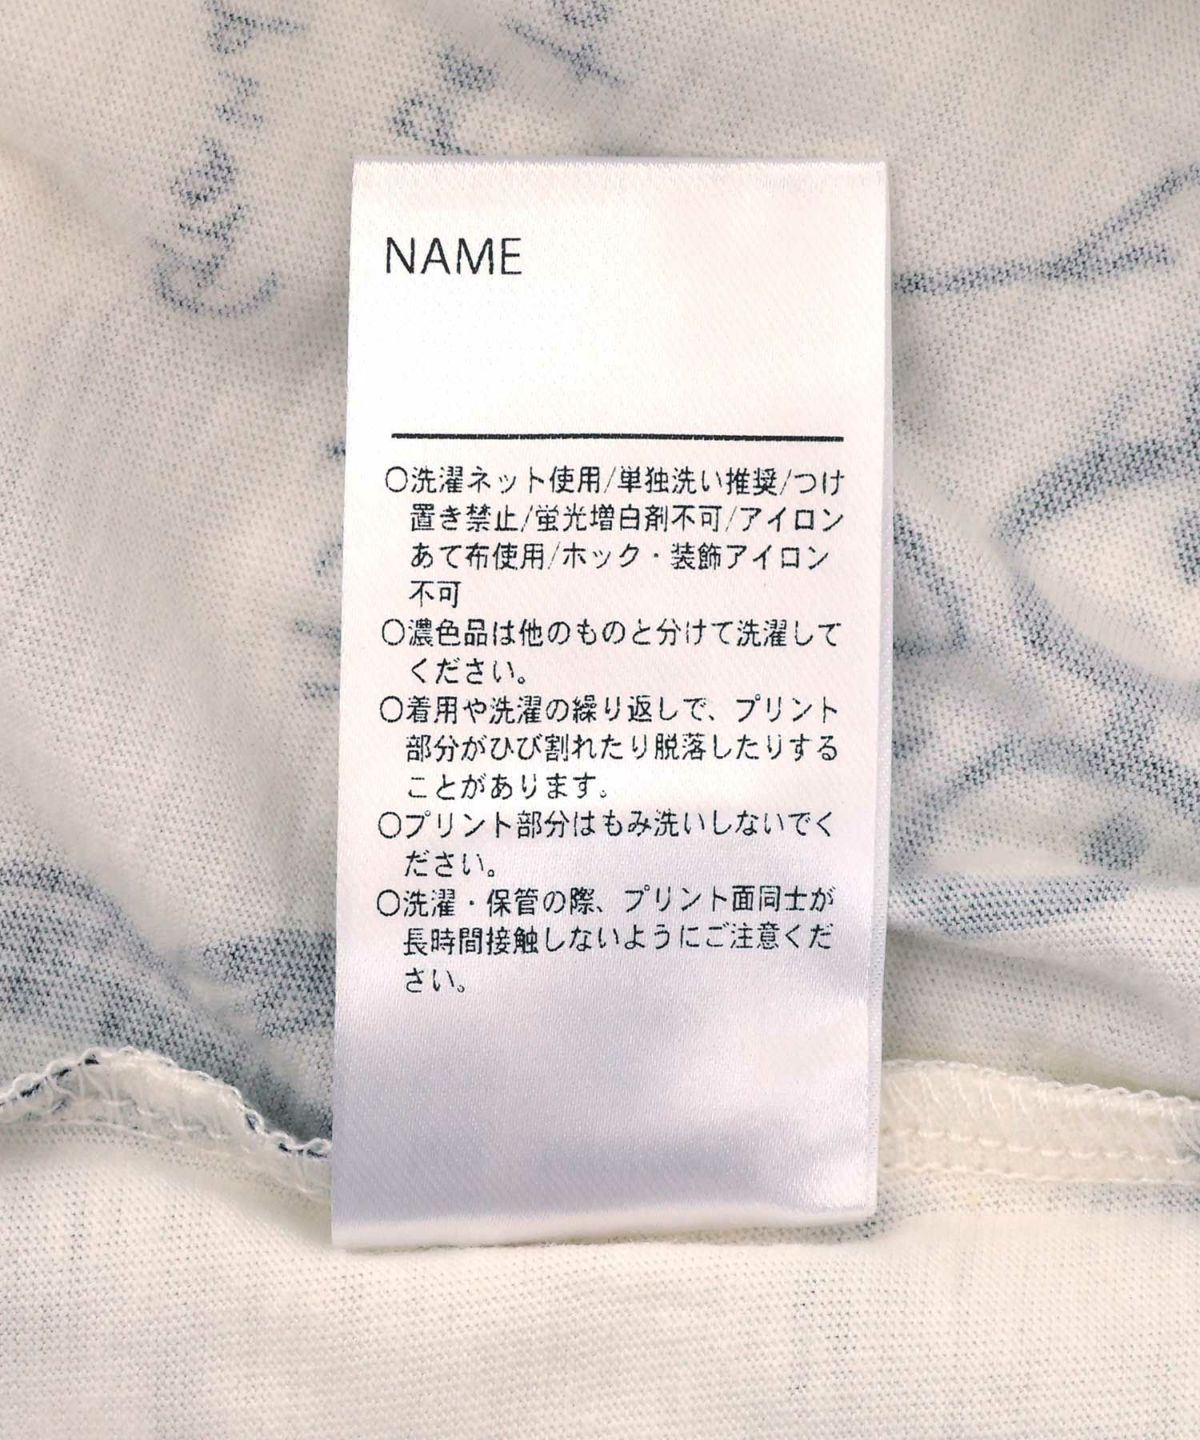 NAME
○洗濯ネット使用/単独洗い推奨/つけ
置き禁止/蛍光増白剤不可/アイロン
あて布使用/ホック・装飾アイロン
不可
○濃色品は他のものと分けて洗濯して
ください。
○着用や洗濯の繰り返しで、プリント
部分がひび割れたり脱落したりする
ことがあります。
○プリント部分はもみ洗いしないでく
ださい。
○洗濯・保管の際、プリント面同士が
長時間接触しないようにご注意くだ
さい。